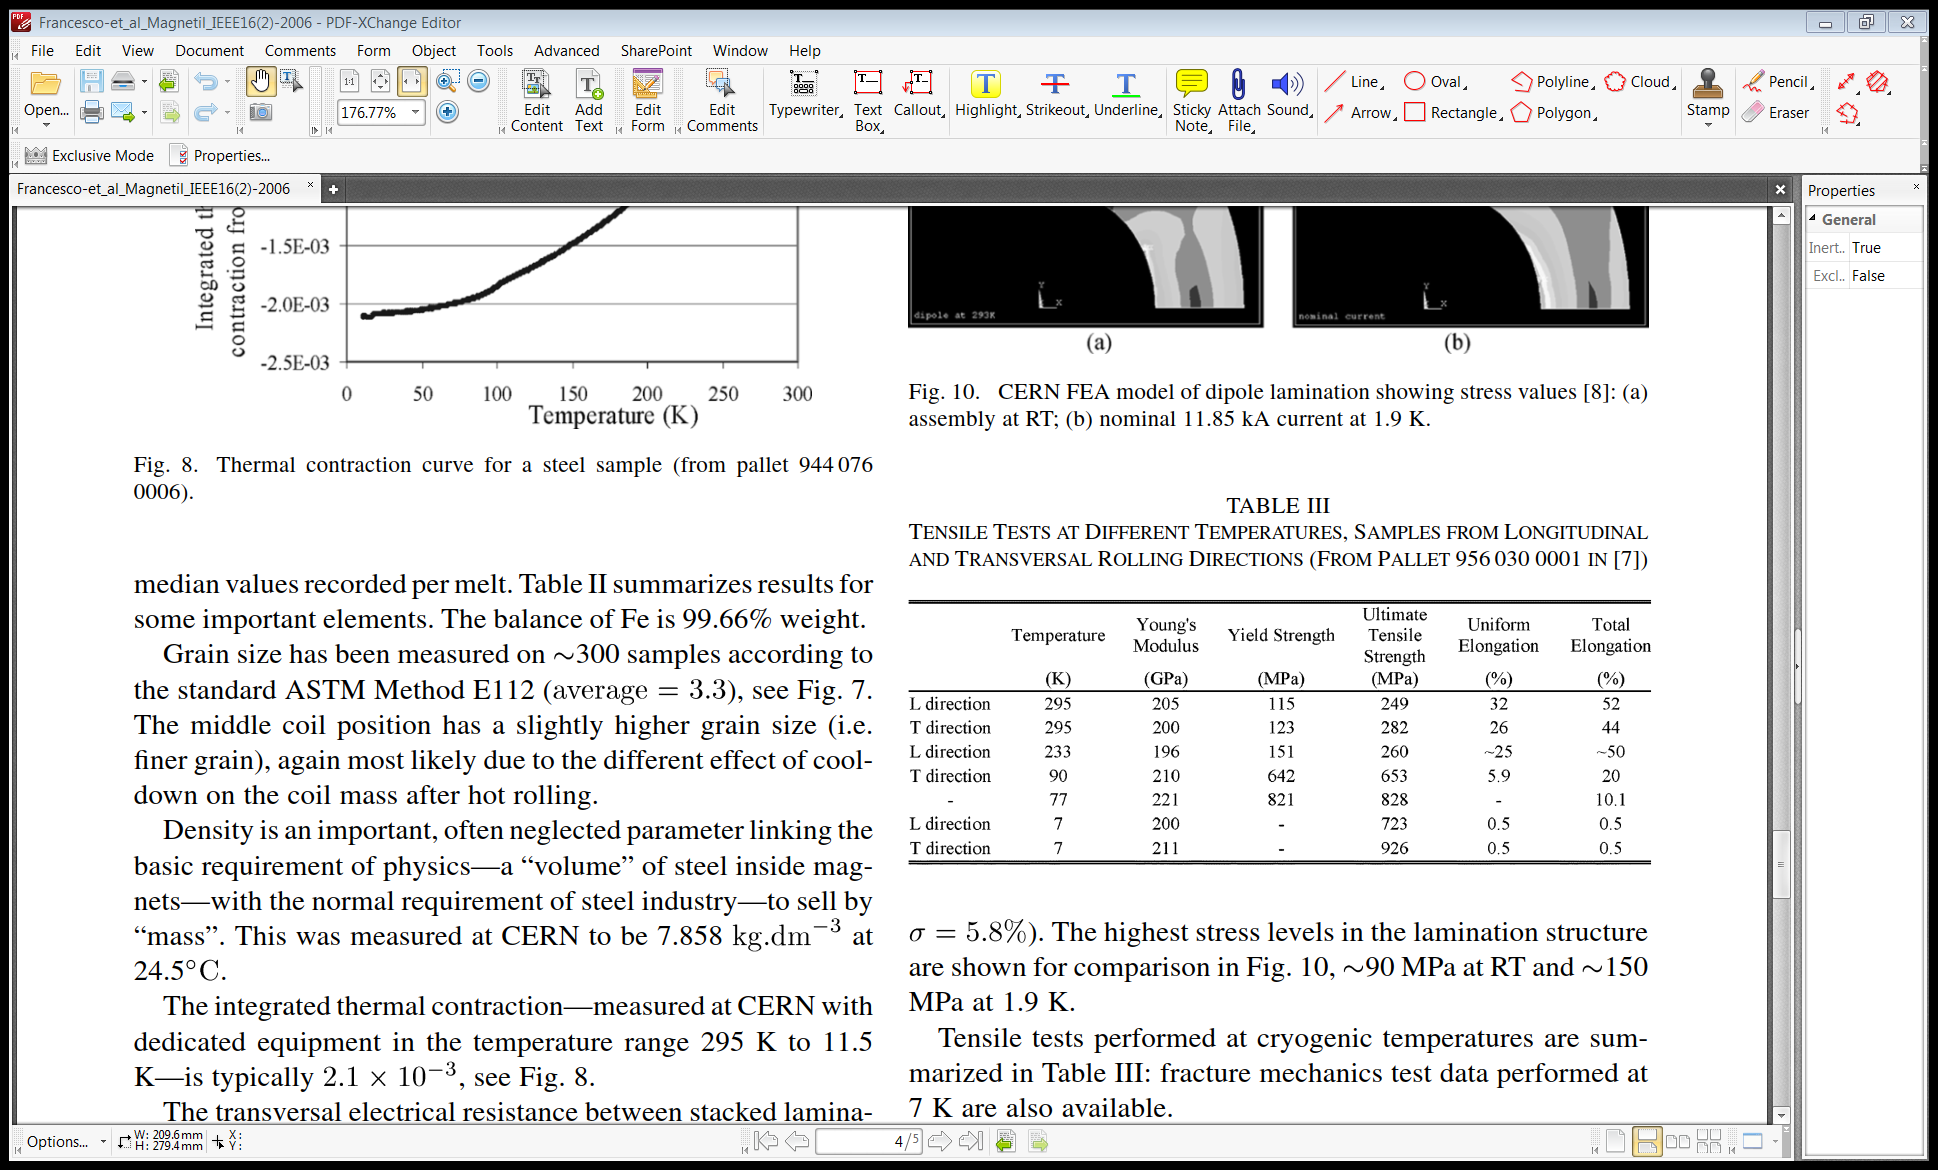 Francesco-et_al_Magnetil_IEEE16(2)-2006 - PDF-XChange Editor
File Edit View Document Comments Form Object Tools Advanced SharePoint Window Help
Open... 1:1 176.77% Edit Content Add Text Edit Form Edit Comments Typewriter Text Box Callout Highlight Strikeout Underline Sticky Note Attach File Sound Line Arrow Oval Rectangle Polyline Polygon Cloud Stamp Pencil Eraser
Exclusive Mode Properties...
Francesco-et_al_Magnetil_IEEE16(2)-2006
Integrated th
contraction fro
-1.5E-03
-2.0E-03
-2.5E-03
0 50 100 150 200 250 300
Temperature (K)
Fig. 8. Thermal contraction curve for a steel sample (from pallet 944 076
0006).
median values recorded per melt. Table II summarizes results for
some important elements. The balance of Fe is 99.66% weight.
Grain size has been measured on ∼300 samples according to
the standard ASTM Method E112 (average = 3.3), see Fig. 7.
The middle coil position has a slightly higher grain size (i.e.
finer grain), again most likely due to the different effect of cool-
down on the coil mass after hot rolling.
Density is an important, often neglected parameter linking the
basic requirement of physics—a “volume” of steel inside mag-
nets—with the normal requirement of steel industry—to sell by
“mass”. This was measured at CERN to be 7.858 kg.dm⁻³ at
24.5°C.
The integrated thermal contraction—measured at CERN with
dedicated equipment in the temperature range 295 K to 11.5
K—is typically 2.1 × 10⁻³, see Fig. 8.
The transversal electrical resistance between stacked lamina-
Y X
dipole at 293K
(a)
Y X
nominal current
(b)
Fig. 10. CERN FEA model of dipole lamination showing stress values [8]: (a)
assembly at RT; (b) nominal 11.85 kA current at 1.9 K.
TABLE III
TENSILE TESTS AT DIFFERENT TEMPERATURES, SAMPLES FROM LONGITUDINAL
AND TRANSVERSAL ROLLING DIRECTIONS (FROM PALLET 956 030 0001 IN [7])
Temperature Young's Modulus Yield Strength Ultimate Tensile Strength Uniform Elongation Total Elongation
(K) (GPa) (MPa) (MPa) (%) (%)
L direction 295 205 115 249 32 52
T direction 295 200 123 282 26 44
L direction 233 196 151 260 ~25 ~50
T direction 90 210 642 653 5.9 20
- 77 221 821 828 - 10.1
L direction 7 200 - 723 0.5 0.5
T direction 7 211 - 926 0.5 0.5
σ = 5.8%). The highest stress levels in the lamination structure
are shown for comparison in Fig. 10, ∼90 MPa at RT and ∼150
MPa at 1.9 K.
Tensile tests performed at cryogenic temperatures are sum-
marized in Table III: fracture mechanics test data performed at
7 K are also available.
Properties
General
Inert.. True
Excl.. False
Options... W: 209.6mm H: 279.4mm X: Y: 4/5